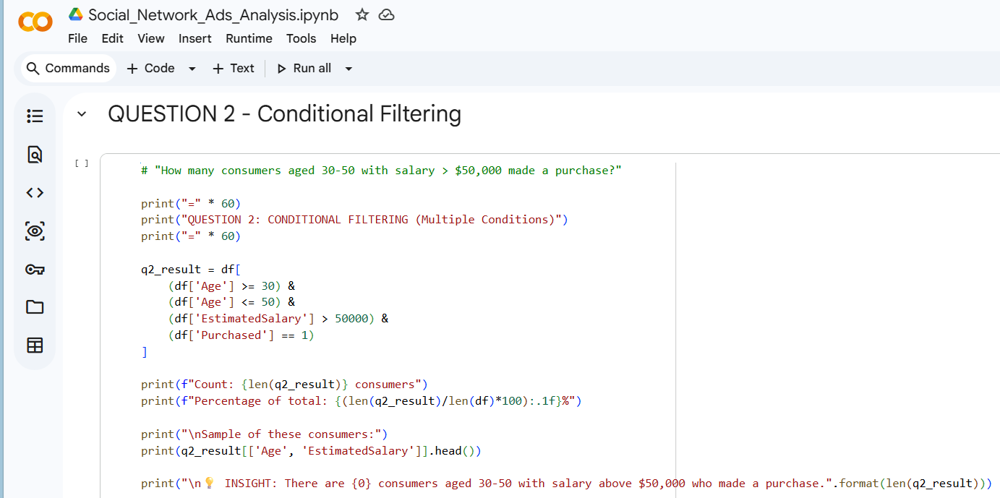 CO Social_Network_Ads_Analysis.ipynb
File Edit View Insert Runtime Tools Help
Commands + Code + Text Run all
QUESTION 2 - Conditional Filtering
[ ]
# "How many consumers aged 30-50 with salary > $50,000 made a purchase?"
print("=" * 60)
print("QUESTION 2: CONDITIONAL FILTERING (Multiple Conditions)")
print("=" * 60)
q2_result = df[
    (df['Age'] >= 30) &
    (df['Age'] <= 50) &
    (df['EstimatedSalary'] > 50000) &
    (df['Purchased'] == 1)
]
print(f"Count: {len(q2_result)} consumers")
print(f"Percentage of total: {(len(q2_result)/len(df)*100):.1f}%")
print("\nSample of these consumers:")
print(q2_result[['Age', 'EstimatedSalary']].head())
print("\n💡 INSIGHT: There are {0} consumers aged 30-50 with salary above $50,000 who made a purchase.".format(len(q2_result)))